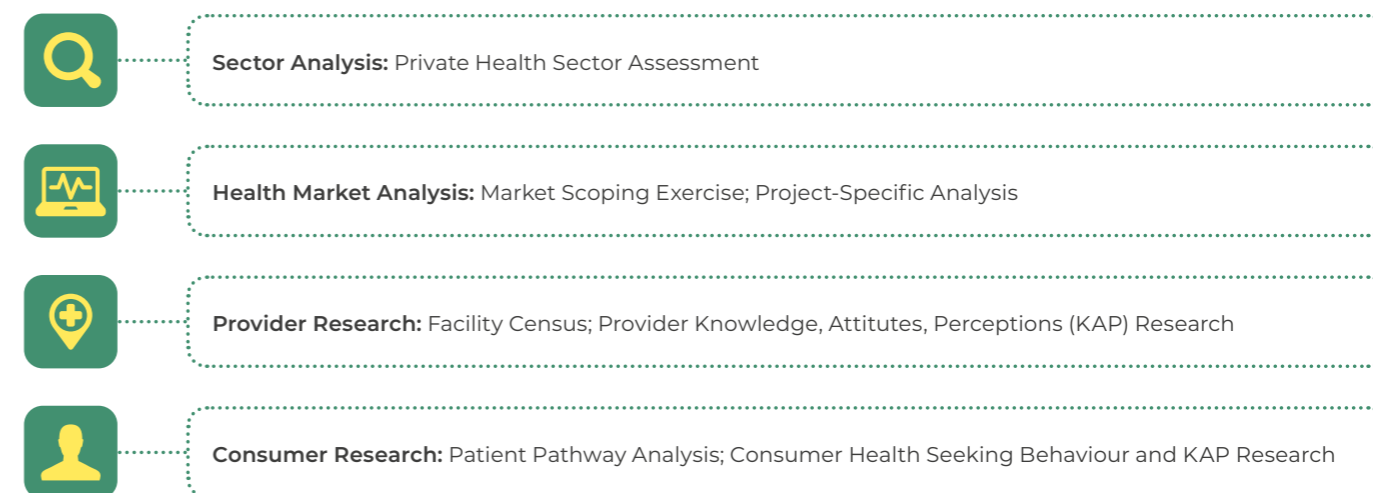 Sector Analysis: Private Health Sector Assessment
Health Market Analysis: Market Scoping Exercise; Project-Specific Analysis
Provider Research: Facility Census; Provider Knowledge, Attitutes, Perceptions (KAP) Research
Consumer Research: Patient Pathway Analysis; Consumer Health Seeking Behaviour and KAP Research